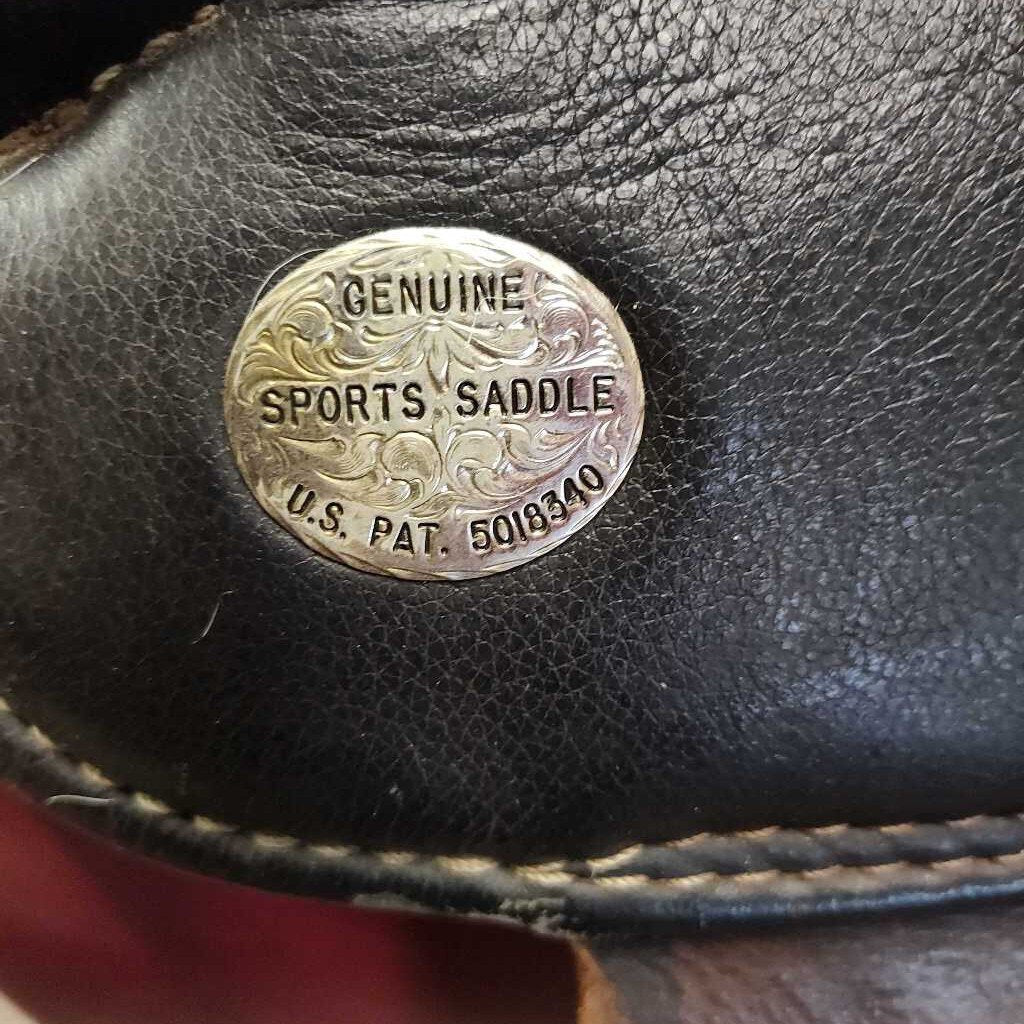 GENUINE
SPORTS SADDLE
U.S. PAT. 5018340